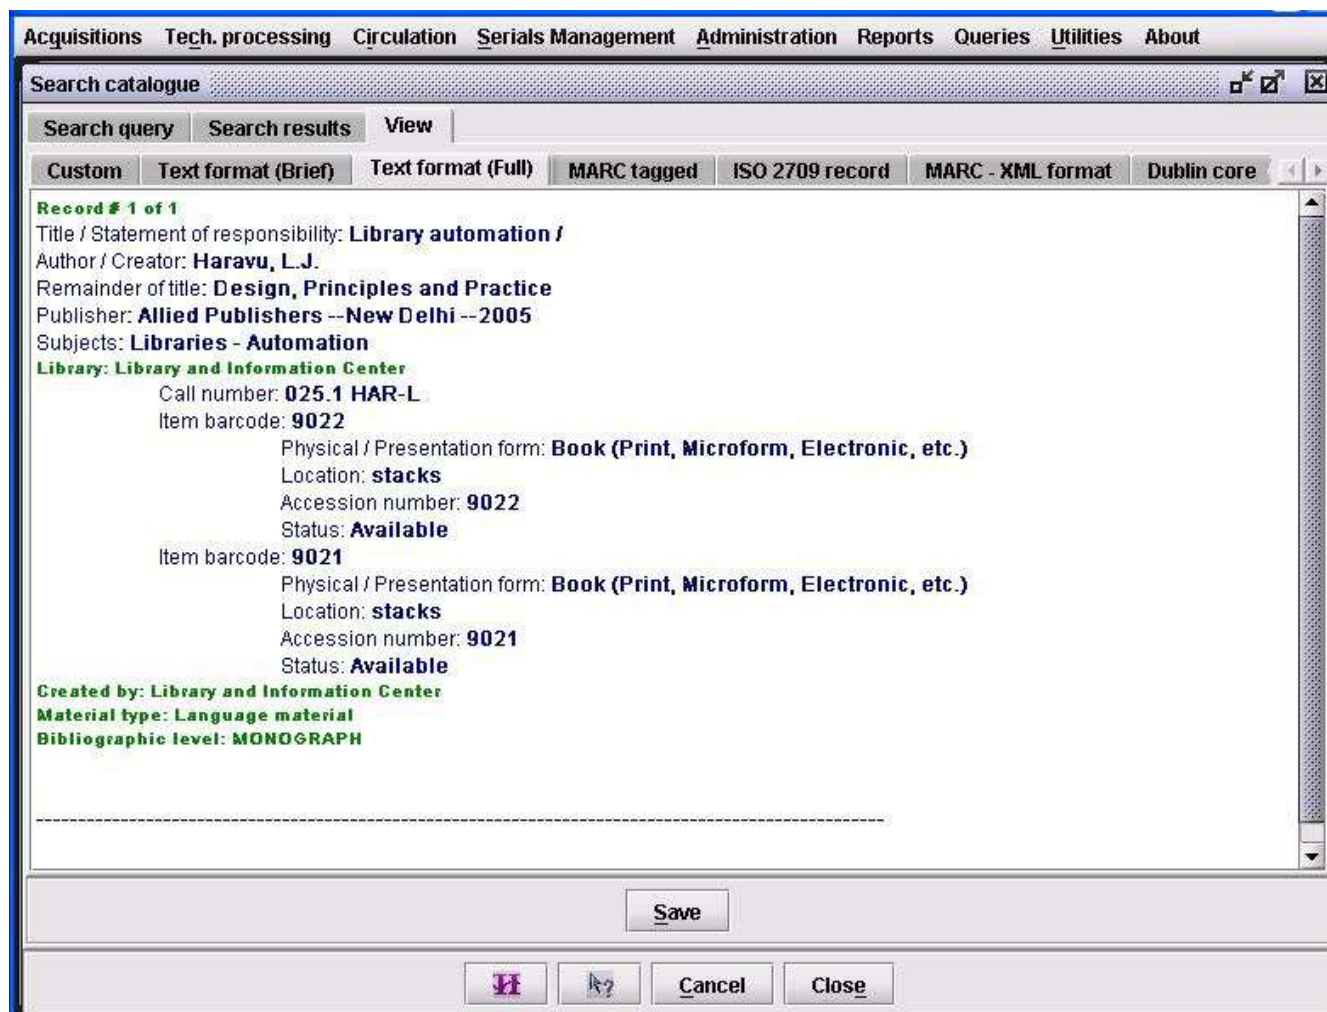 Acquisitions Tech. processing Circulation Serials Management Administration Reports Queries Utilities About
Search catalogue
Search query Search results View
Custom Text format (Brief) Text format (Full) MARC tagged ISO 2709 record MARC - XML format Dublin core
Record # 1 of 1
Title / Statement of responsibility: Library automation /
Author / Creator: Haravu, L.J.
Remainder of title: Design, Principles and Practice
Publisher: Allied Publishers --New Delhi --2005
Subjects: Libraries - Automation
Library: Library and Information Center
Call number: 025.1 HAR-L
Item barcode: 9022
Physical / Presentation form: Book (Print, Microform, Electronic, etc.)
Location: stacks
Accession number: 9022
Status: Available
Item barcode: 9021
Physical / Presentation form: Book (Print, Microform, Electronic, etc.)
Location: stacks
Accession number: 9021
Status: Available
Created by: Library and Information Center
Material type: Language material
Bibliographic level: MONOGRAPH
Save
Cancel Close